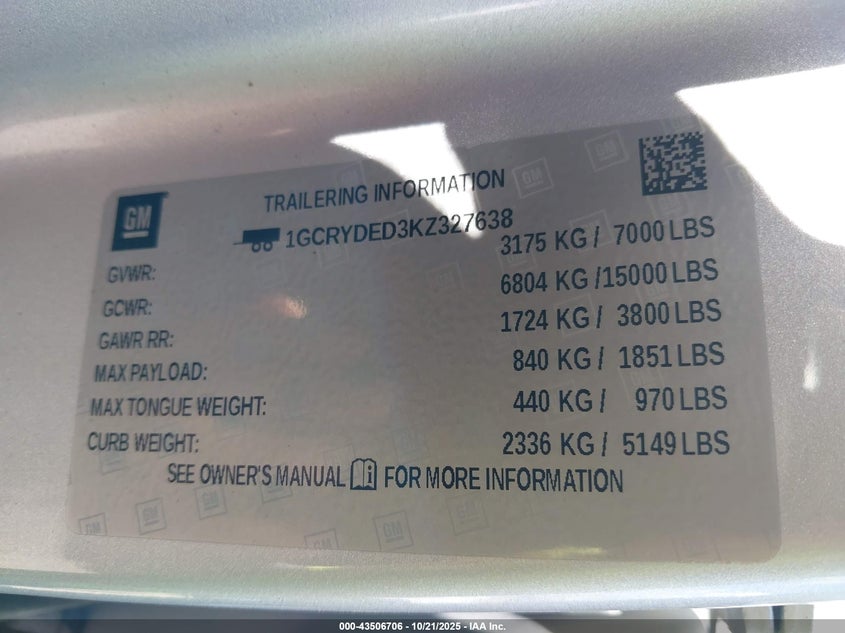 GM
TRAILERING INFORMATION
1GCRYDED3KZ327638
GVWR: 3175 KG / 7000 LBS
GCWR: 6804 KG /15000 LBS
GAWR RR: 1724 KG / 3800 LBS
MAX PAYLOAD: 840 KG / 1851 LBS
MAX TONGUE WEIGHT: 440 KG / 970 LBS
CURB WEIGHT: 2336 KG / 5149 LBS
SEE OWNER'S MANUAL FOR MORE INFORMATION
000-43506706 - 10/21/2025 - IAA Inc.